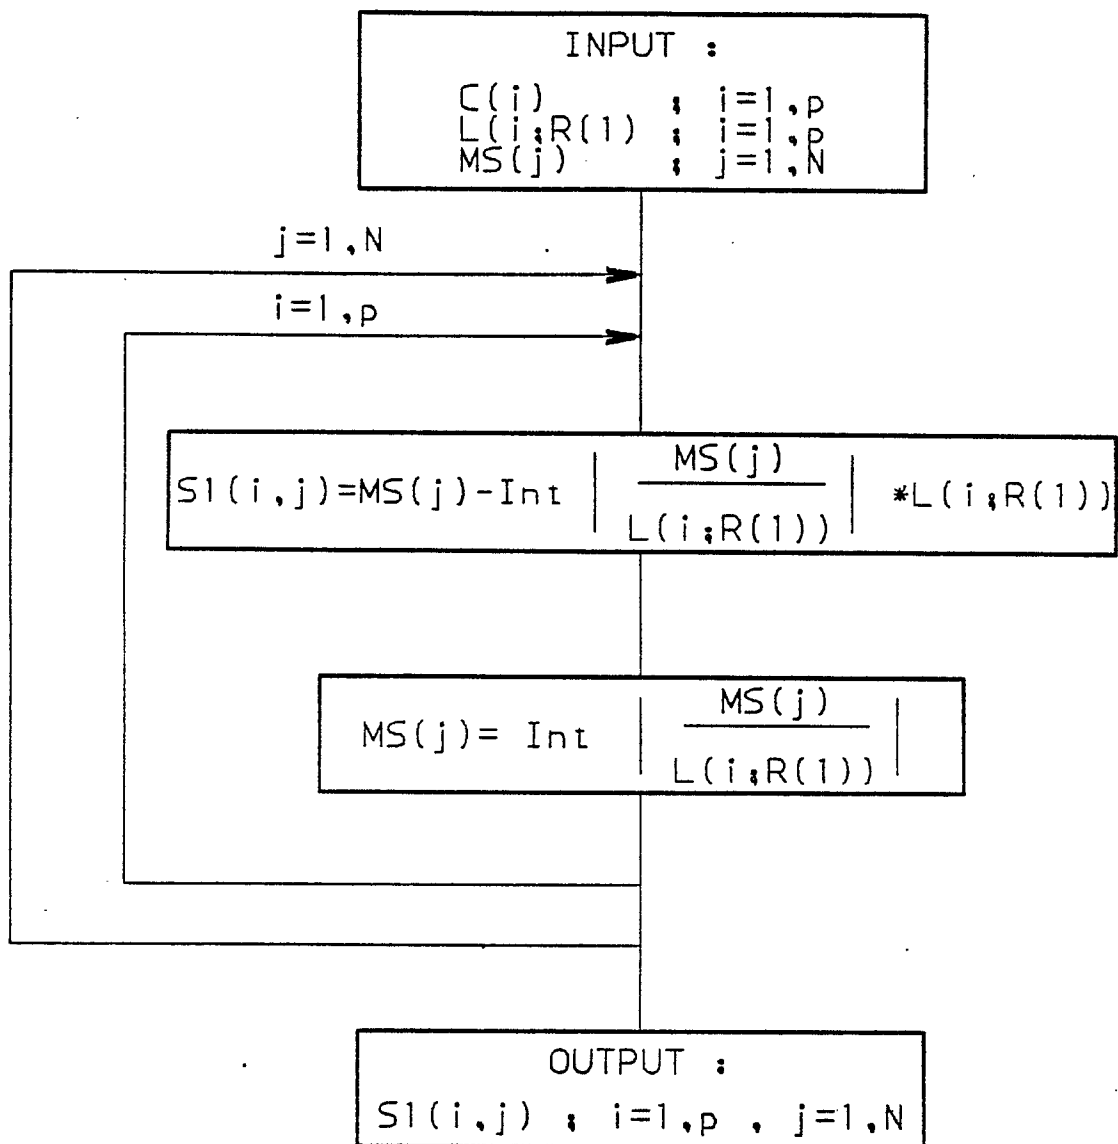 INPUT :
C(i) ; i=1,p
L(i;R(1) ; i=1,p
MS(j) ; j=1,N
j=1,N
i=1,p
MS(j)
S1(i,j)=MS(j)-Int | | *L(i;R(1))
L(i;R(1))
MS(j)
MS(j)= Int | |
L(i;R(1))
OUTPUT :
S1(i,j) ; i=1,p , j=1,N